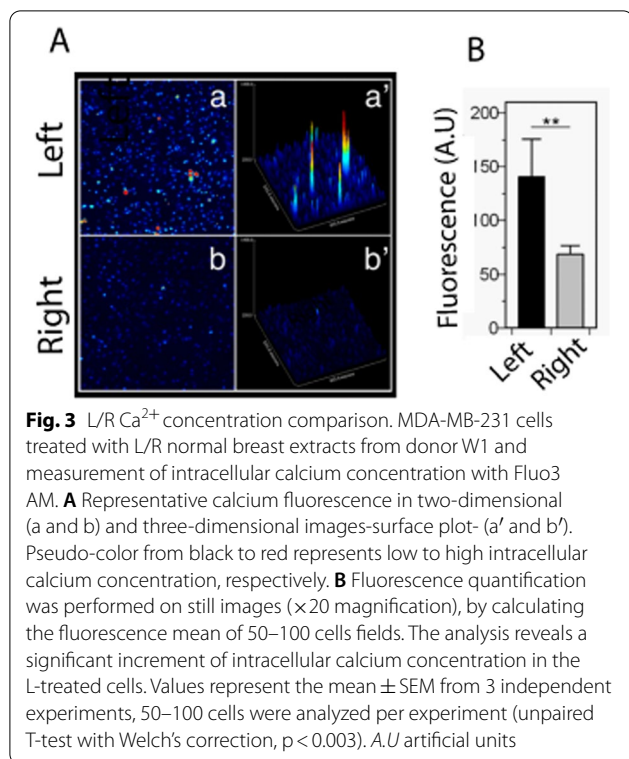 A
B
Left
Right
a
a'
b
b'
Fluorescence (A.U)
200
150
100
50
0
**
Left
Right
Fig. 3 L/R Ca²⁺ concentration comparison. MDA-MB-231 cells
treated with L/R normal breast extracts from donor W1 and
measurement of intracellular calcium concentration with Fluo3
AM. A Representative calcium fluorescence in two-dimensional
(a and b) and three-dimensional images-surface plot- (a′ and b′).
Pseudo-color from black to red represents low to high intracellular
calcium concentration, respectively. B Fluorescence quantification
was performed on still images (×20 magnification), by calculating
the fluorescence mean of 50–100 cells fields. The analysis reveals a
significant increment of intracellular calcium concentration in the
L-treated cells. Values represent the mean ± SEM from 3 independent
experiments, 50–100 cells were analyzed per experiment (unpaired
T-test with Welch's correction, p < 0.003). A.U artificial units